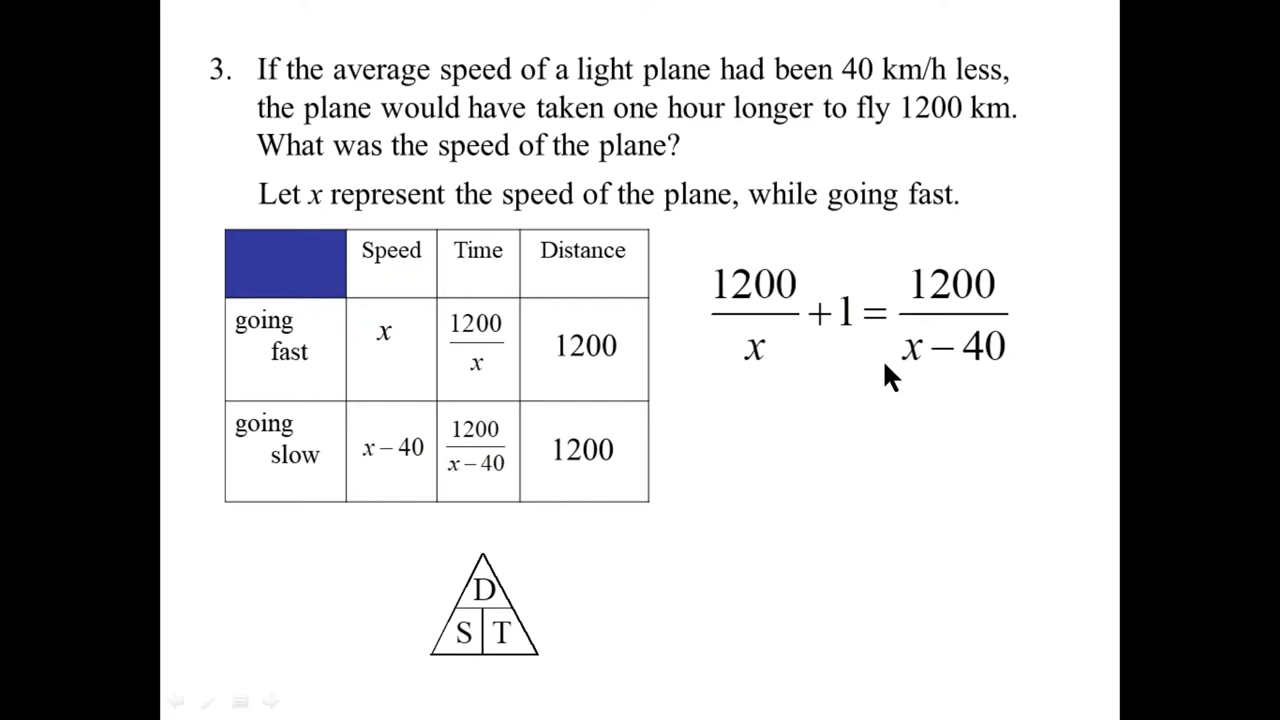 3. If the average speed of a light plane had been 40 km/h less,
the plane would have taken one hour longer to fly 1200 km.
What was the speed of the plane?
Let x represent the speed of the plane, while going fast.
Speed Time Distance
going fast x 1200/x 1200
going slow x – 40 1200/(x – 40) 1200
1200/x + 1 = 1200/(x – 40)
D
S T